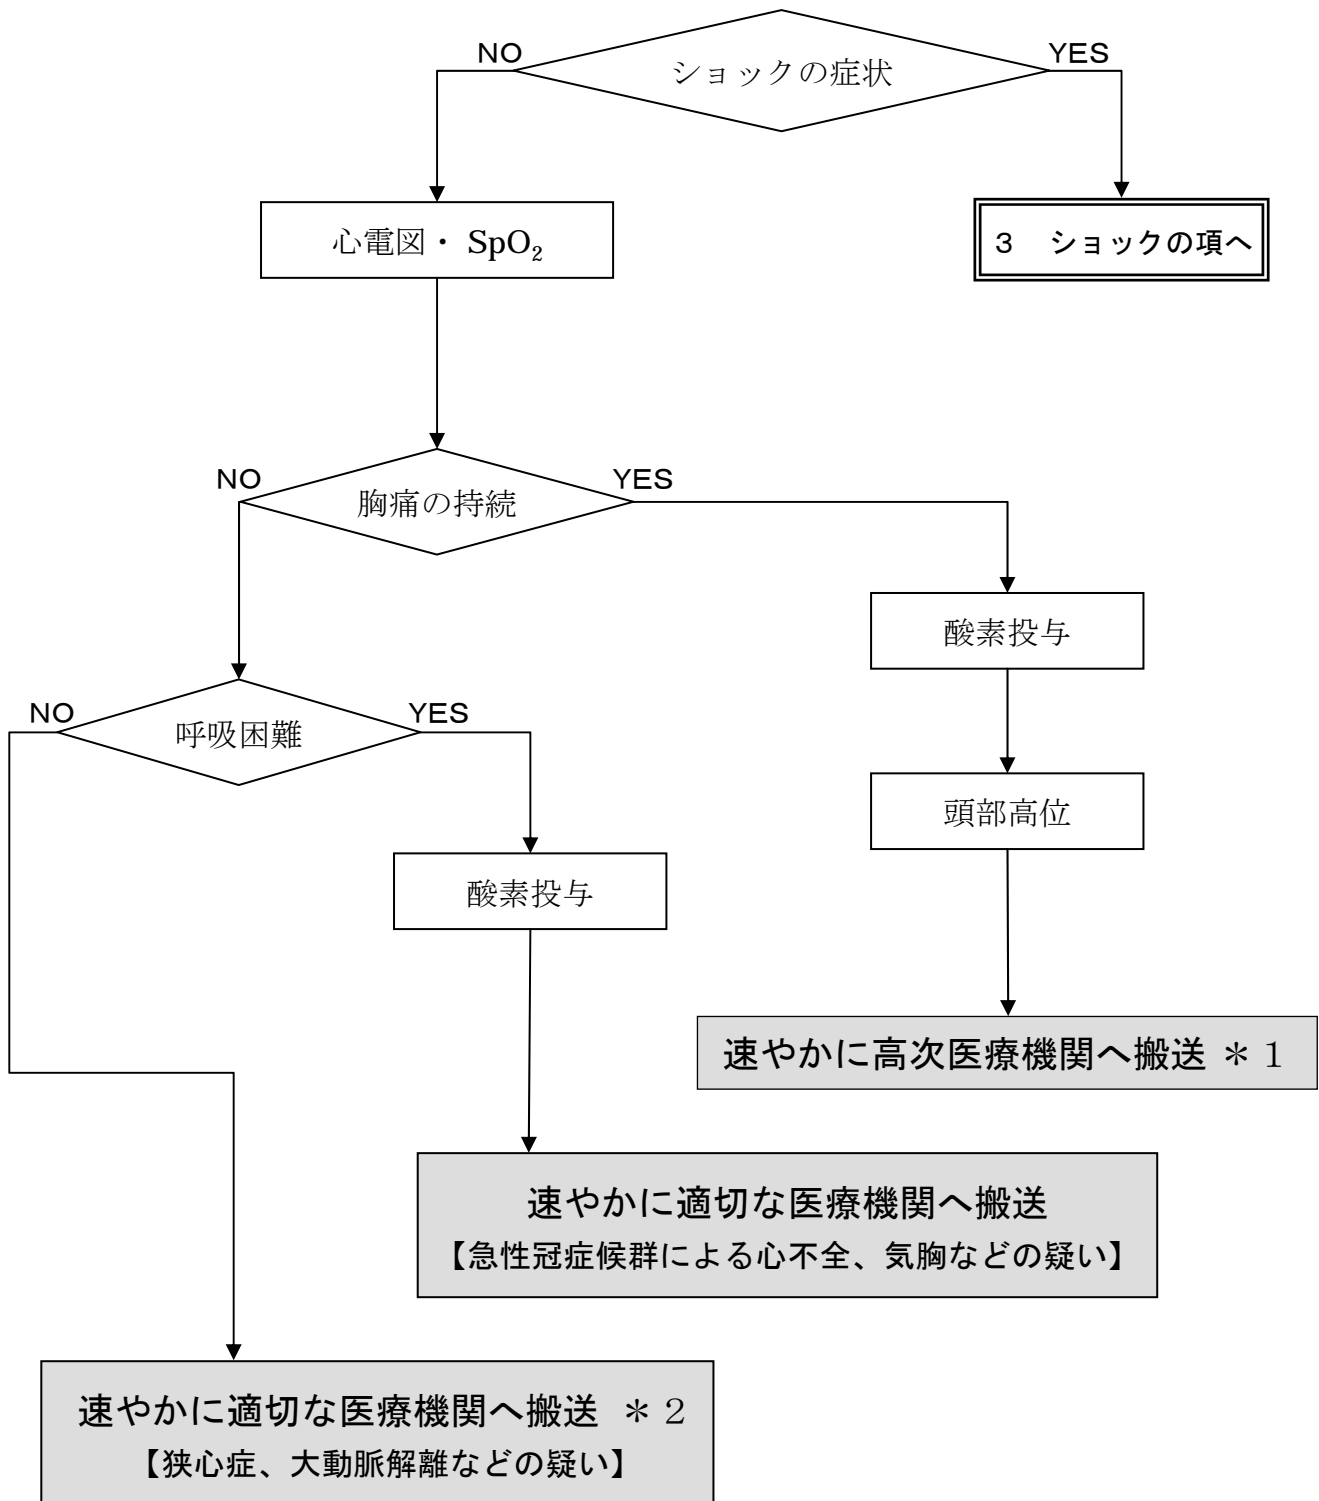 ショックの症状
NO
YES
心電図・ SpO₂
３　ショックの項へ
胸痛の持続
NO
YES
酸素投与
呼吸困難
NO
YES
頭部高位
酸素投与
速やかに高次医療機関へ搬送 ＊１
速やかに適切な医療機関へ搬送
【急性冠症候群による心不全、気胸などの疑い】
速やかに適切な医療機関へ搬送 ＊２
【狭心症、大動脈解離などの疑い】